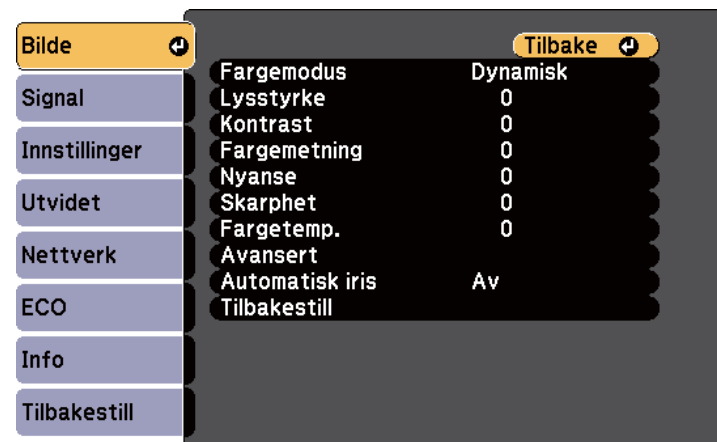 Bilde
Signal
Innstillinger
Utvidet
Nettverk
ECO
Info
Tilbakestill
Tilbake
Fargemodus Dynamisk
Lysstyrke 0
Kontrast 0
Fargemetning 0
Nyanse 0
Skarphet 0
Fargetemp. 0
Avansert
Automatisk iris Av
Tilbakestill